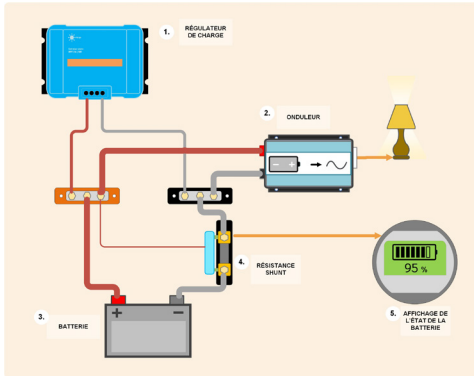 1.
RÉGULATEUR
DE CHARGE
2.
ONDULEUR
- +
+ -
3.
BATTERIE
4.
RÉSISTANCE
SHUNT
95 %
5.
AFFICHAGE DE
L'ÉTAT DE LA
BATTERIE